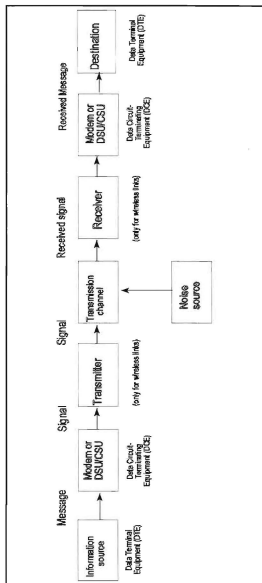 Message
Signal
Signal
Received signal
Received Message
Information
source
Modem or
DSU/CSU
Transmitter
Transmission
channel
Receiver
Modem or
DSU/CSU
Destination
Data Terminal
Equipment (DTE)
Data Circuit-
Terminating
Equipment (DCE)
(only for wireless links)
(only for wireless links)
Data Circuit-
Terminating
Equipment (DCE)
Data Terminal
Equipment (DTE)
Noise
source